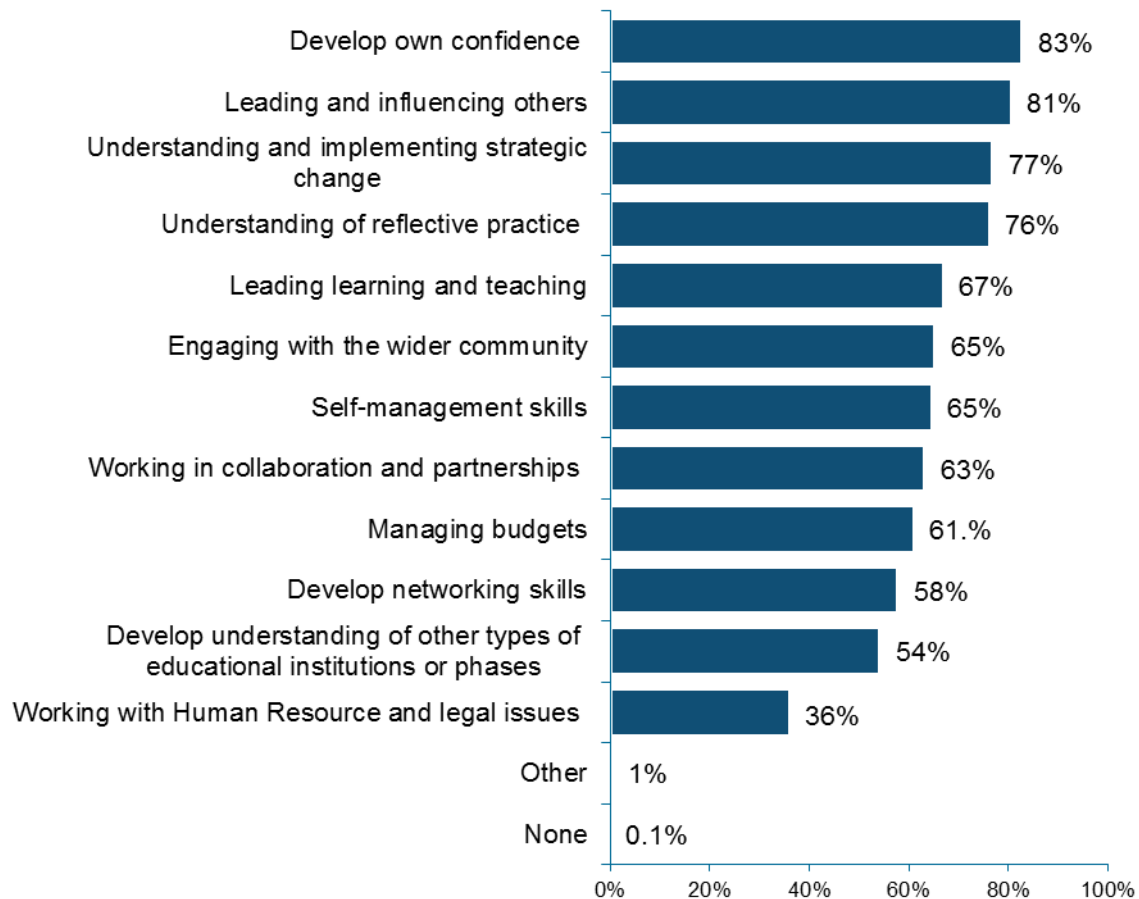 Develop own confidence
83%
Leading and influencing others
81%
Understanding and implementing strategic
change
77%
Understanding of reflective practice
76%
Leading learning and teaching
67%
Engaging with the wider community
65%
Self-management skills
65%
Working in collaboration and partnerships
63%
Managing budgets
61.%
Develop networking skills
58%
Develop understanding of other types of
educational institutions or phases
54%
Working with Human Resource and legal issues
36%
Other
1%
None
0.1%
0% 20% 40% 60% 80% 100%